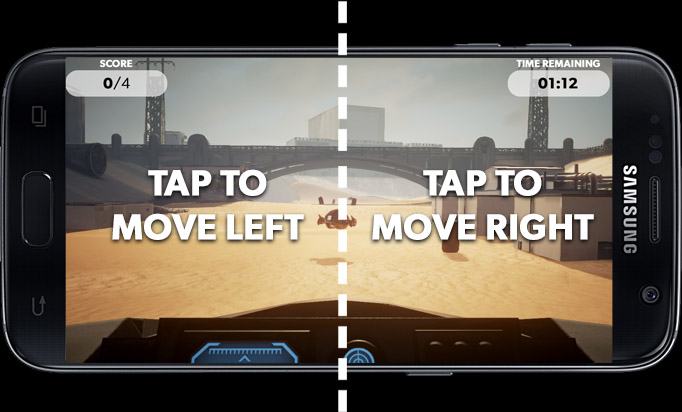 SCORE
0/4
TIME REMAINING
01:12
TAP TO
MOVE LEFT
TAP TO
MOVE RIGHT
SAMSUNG